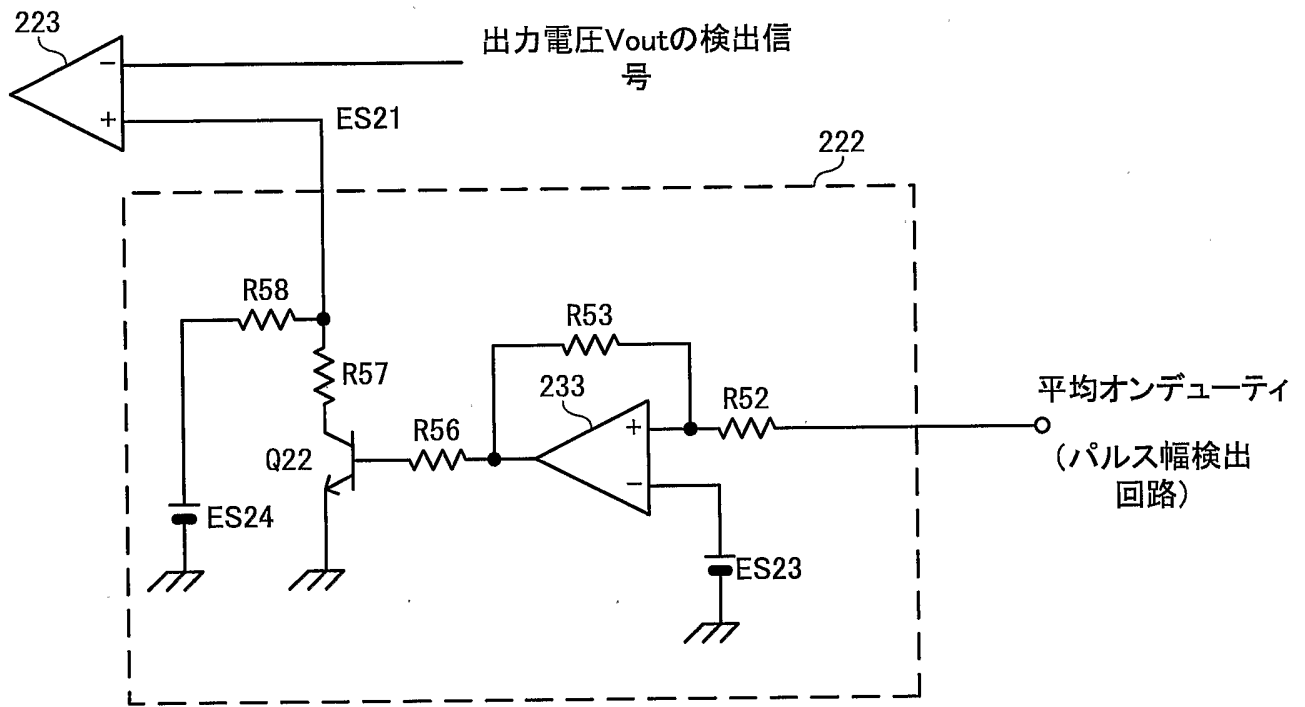 223
出力電圧Voutの検出信
号
−
+
ES21
222
R58
R53
R57
233
R52
平均オンデューティ
R56
+
Q22
(パルス幅検出
回路)
−
ES24
ES23